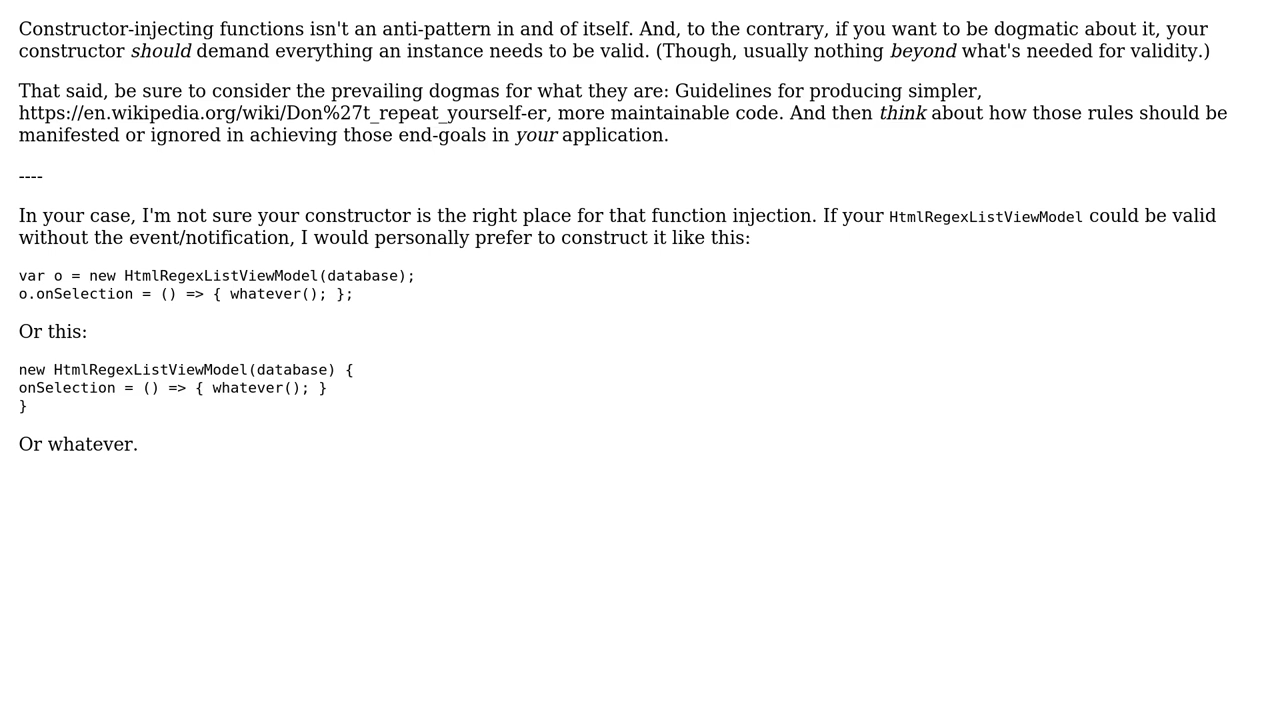 Constructor-injecting functions isn't an anti-pattern in and of itself. And, to the contrary, if you want to be dogmatic about it, your
constructor should demand everything an instance needs to be valid. (Though, usually nothing beyond what's needed for validity.)
That said, be sure to consider the prevailing dogmas for what they are: Guidelines for producing simpler,
https://en.wikipedia.org/wiki/Don%27t_repeat_yourself-er, more maintainable code. And then think about how those rules should be
manifested or ignored in achieving those end-goals in your application.
----
In your case, I'm not sure your constructor is the right place for that function injection. If your HtmlRegexListViewModel could be valid
without the event/notification, I would personally prefer to construct it like this:
var o = new HtmlRegexListViewModel(database);
o.onSelection = () => { whatever(); };
Or this:
new HtmlRegexListViewModel(database) {
onSelection = () => { whatever(); }
}
Or whatever.